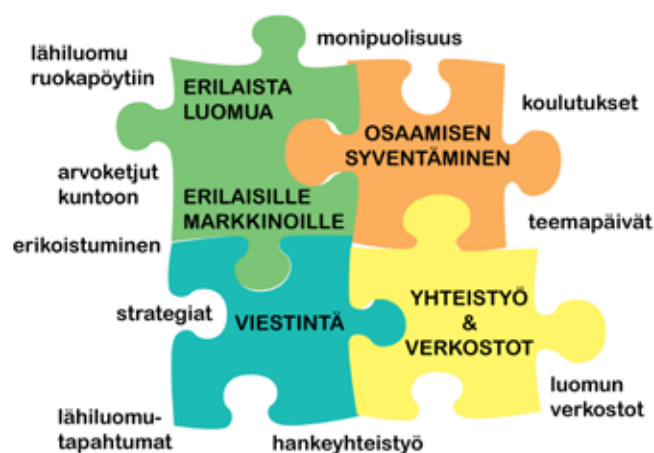 monipuolisuus
lähiluomu
ruokapöytiin
ERILAISTA
LUOMUA
koulutukset
OSAAMISEN
SYVENTÄMINEN
arvoketjut
kuntoon
ERILAISILLE
MARKKINOILLE
teemapäivät
erikoistuminen
strategiat
VIESTINTÄ
YHTEISTYÖ
&
VERKOSTOT
luomun
verkostot
lähiluomu-
tapahtumat
hankeyhteistyö